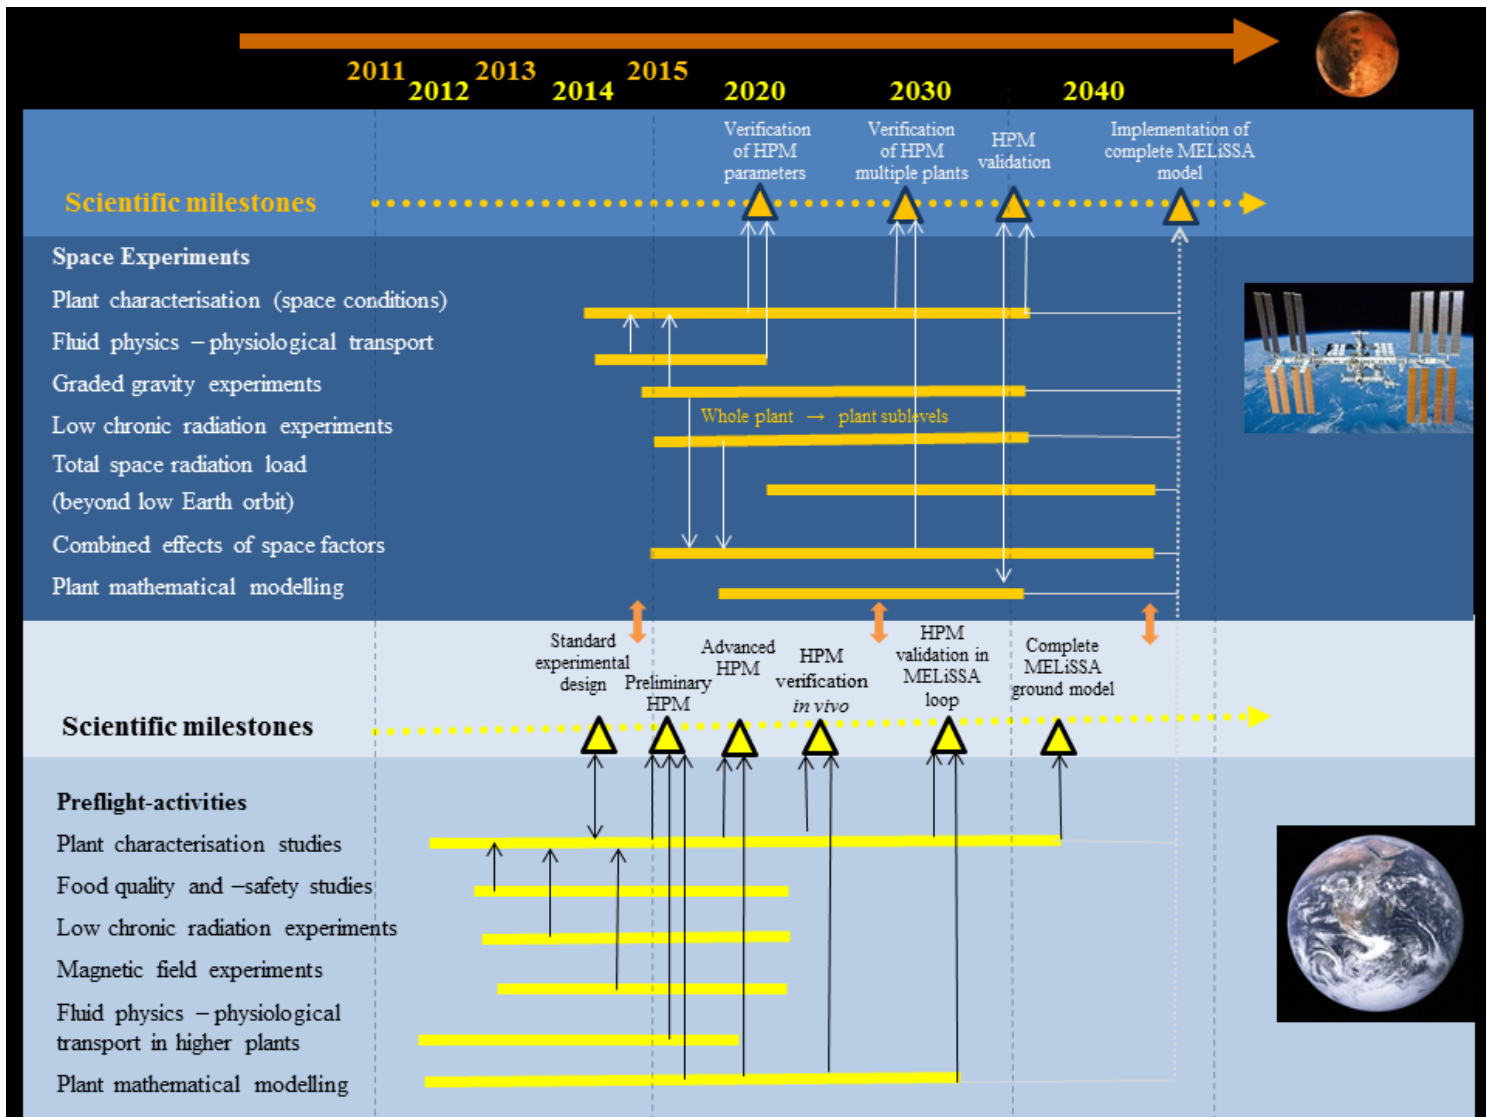 2011 2013 2015
2012 2014 2020 2030 2040
Verification
of HPM
parameters
Verification
of HPM
multiple plants
HPM
validation
Implementation of
complete MELiSSA
model
Scientific milestones
Space Experiments
Plant characterisation (space conditions)
Fluid physics – physiological transport
Graded gravity experiments
Whole plant → plant sublevels
Low chronic radiation experiments
Total space radiation load
(beyond low Earth orbit)
Combined effects of space factors
Plant mathematical modelling
Standard
experimental
design
Preliminary
HPM
Advanced
HPM
HPM
verification
in vivo
HPM
validation in
MELiSSA
loop
Complete
MELiSSA
ground model
Scientific milestones
Preflight-activities
Plant characterisation studies
Food quality and –safety studies
Low chronic radiation experiments
Magnetic field experiments
Fluid physics – physiological
transport in higher plants
Plant mathematical modelling